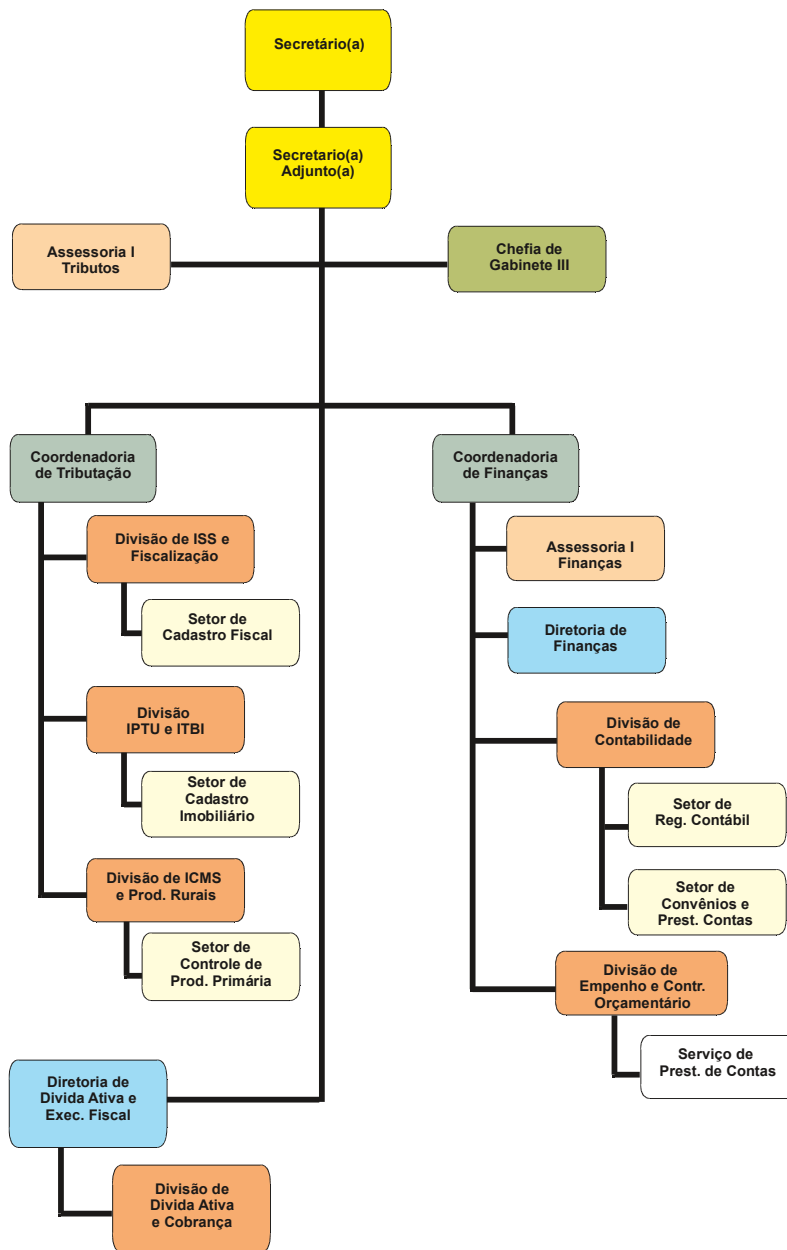 Secretário(a)
Secretario(a)
Adjunto(a)
Assessoria I
Tributos
Chefia de
Gabinete III
Coordenadoria
de Tributação
Divisão de ISS e
Fiscalização
Setor de
Cadastro Fiscal
Divisão
IPTU e ITBI
Setor de
Cadastro
Imobiliário
Divisão de ICMS
e Prod. Rurais
Setor de
Controle de
Prod. Primária
Coordenadoria
de Finanças
Assessoria I
Finanças
Diretoria de
Finanças
Divisão de
Contabilidade
Setor de
Reg. Contábil
Setor de
Convênios e
Prest. Contas
Divisão de
Empenho e Contr.
Orçamentário
Serviço de
Prest. de Contas
Diretoria de
Divida Ativa e
Exec. Fiscal
Divisão de
Divida Ativa
e Cobrança